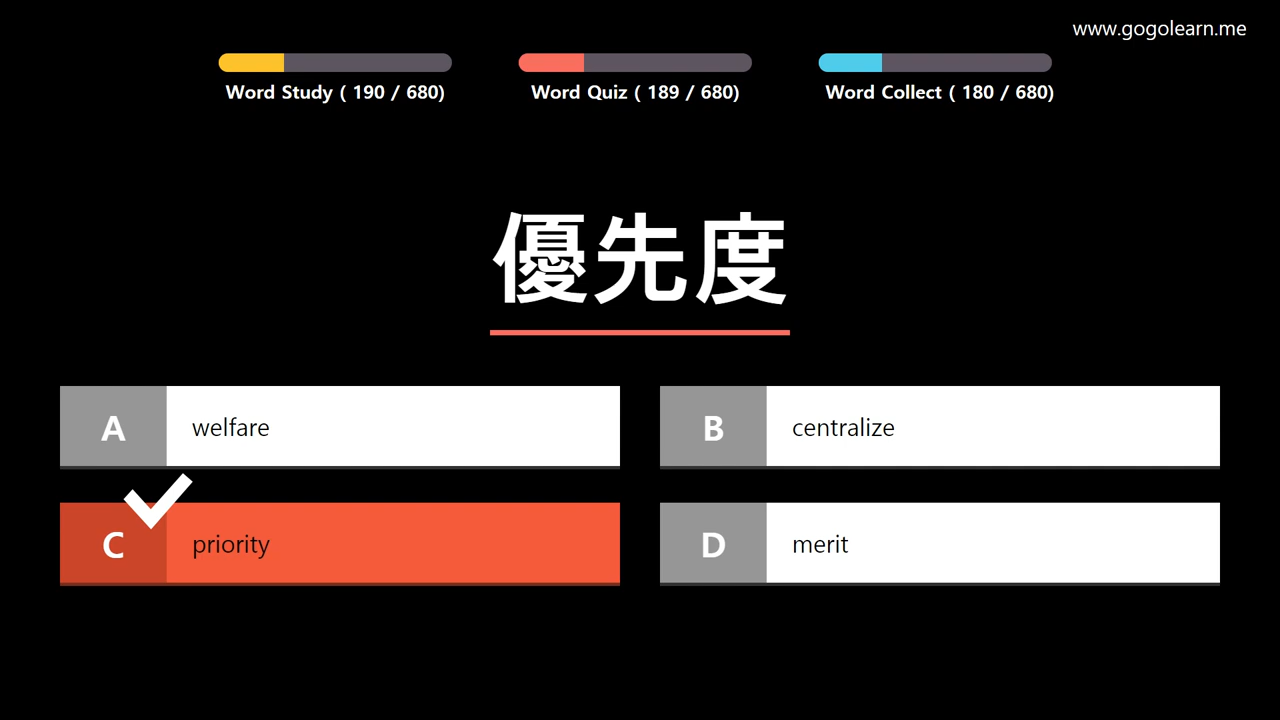 www.gogolearn.me
Word Study ( 190 / 680)
Word Quiz ( 189 / 680)
Word Collect ( 180 / 680)
優先度
A welfare
B centralize
C priority
D merit